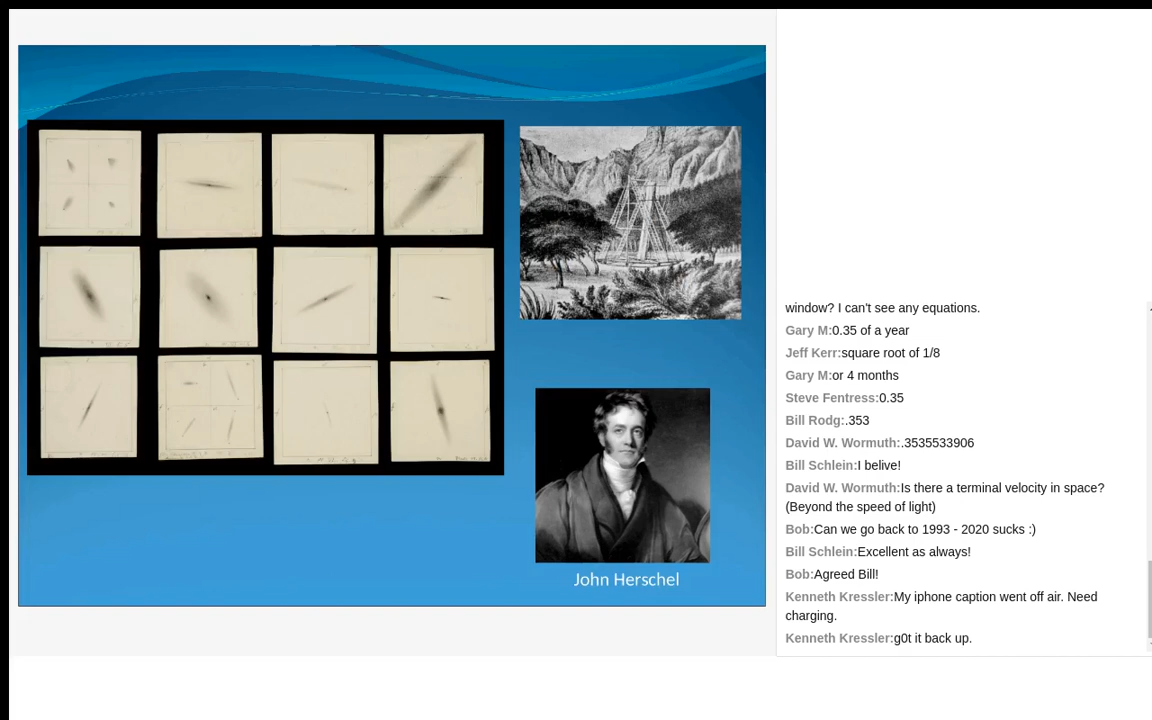 John Herschel
window? I can't see any equations.
Gary M:0.35 of a year
Jeff Kerr:square root of 1/8
Gary M:or 4 months
Steve Fentress:0.35
Bill Rodg:.353
David W. Wormuth:.3535533906
Bill Schlein:I belive!
David W. Wormuth:Is there a terminal velocity in space?
(Beyond the speed of light)
Bob:Can we go back to 1993 - 2020 sucks :)
Bill Schlein:Excellent as always!
Bob:Agreed Bill!
Kenneth Kressler:My iphone caption went off air. Need
charging.
Kenneth Kressler:g0t it back up.